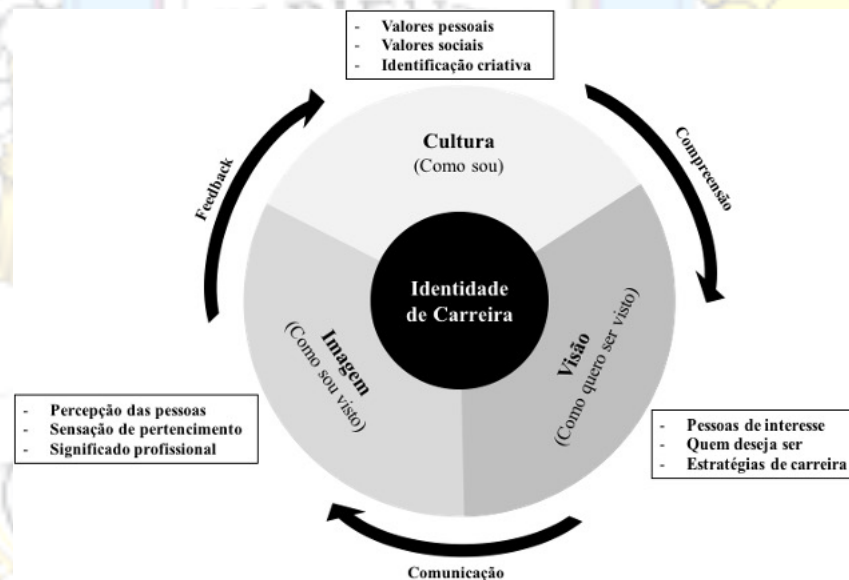 - Valores pessoais
- Valores sociais
- Identificação criativa
Cultura
(Como sou)
Feedback
Compreensão
Identidade
de Carreira
Imagem
(Como sou visto)
Visão
(Como quero ser visto)
- Percepção das pessoas
- Sensação de pertencimento
- Significado profissional
- Pessoas de interesse
- Quem deseja ser
- Estratégias de carreira
Comunicação